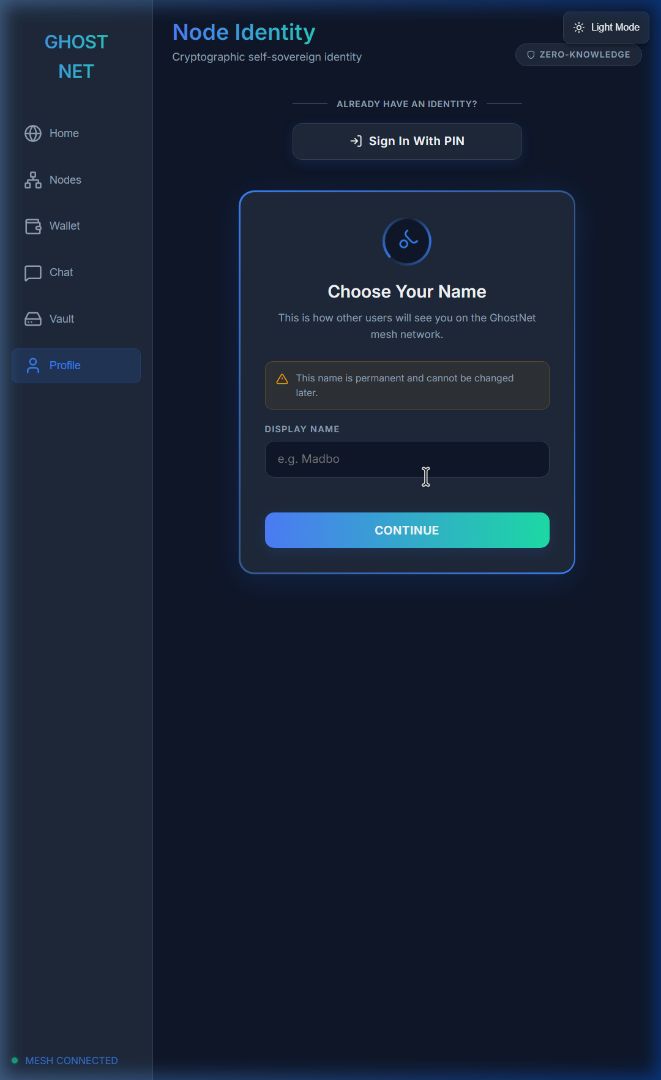 GHOST
NET
Home
Nodes
Wallet
Chat
Vault
Profile
MESH CONNECTED
Node Identity
Cryptographic self-sovereign identity
Light Mode
ZERO-KNOWLEDGE
ALREADY HAVE AN IDENTITY?
Sign In With PIN
Choose Your Name
This is how other users will see you on the GhostNet
mesh network.
This name is permanent and cannot be changed
later.
DISPLAY NAME
e.g. Madbo
CONTINUE